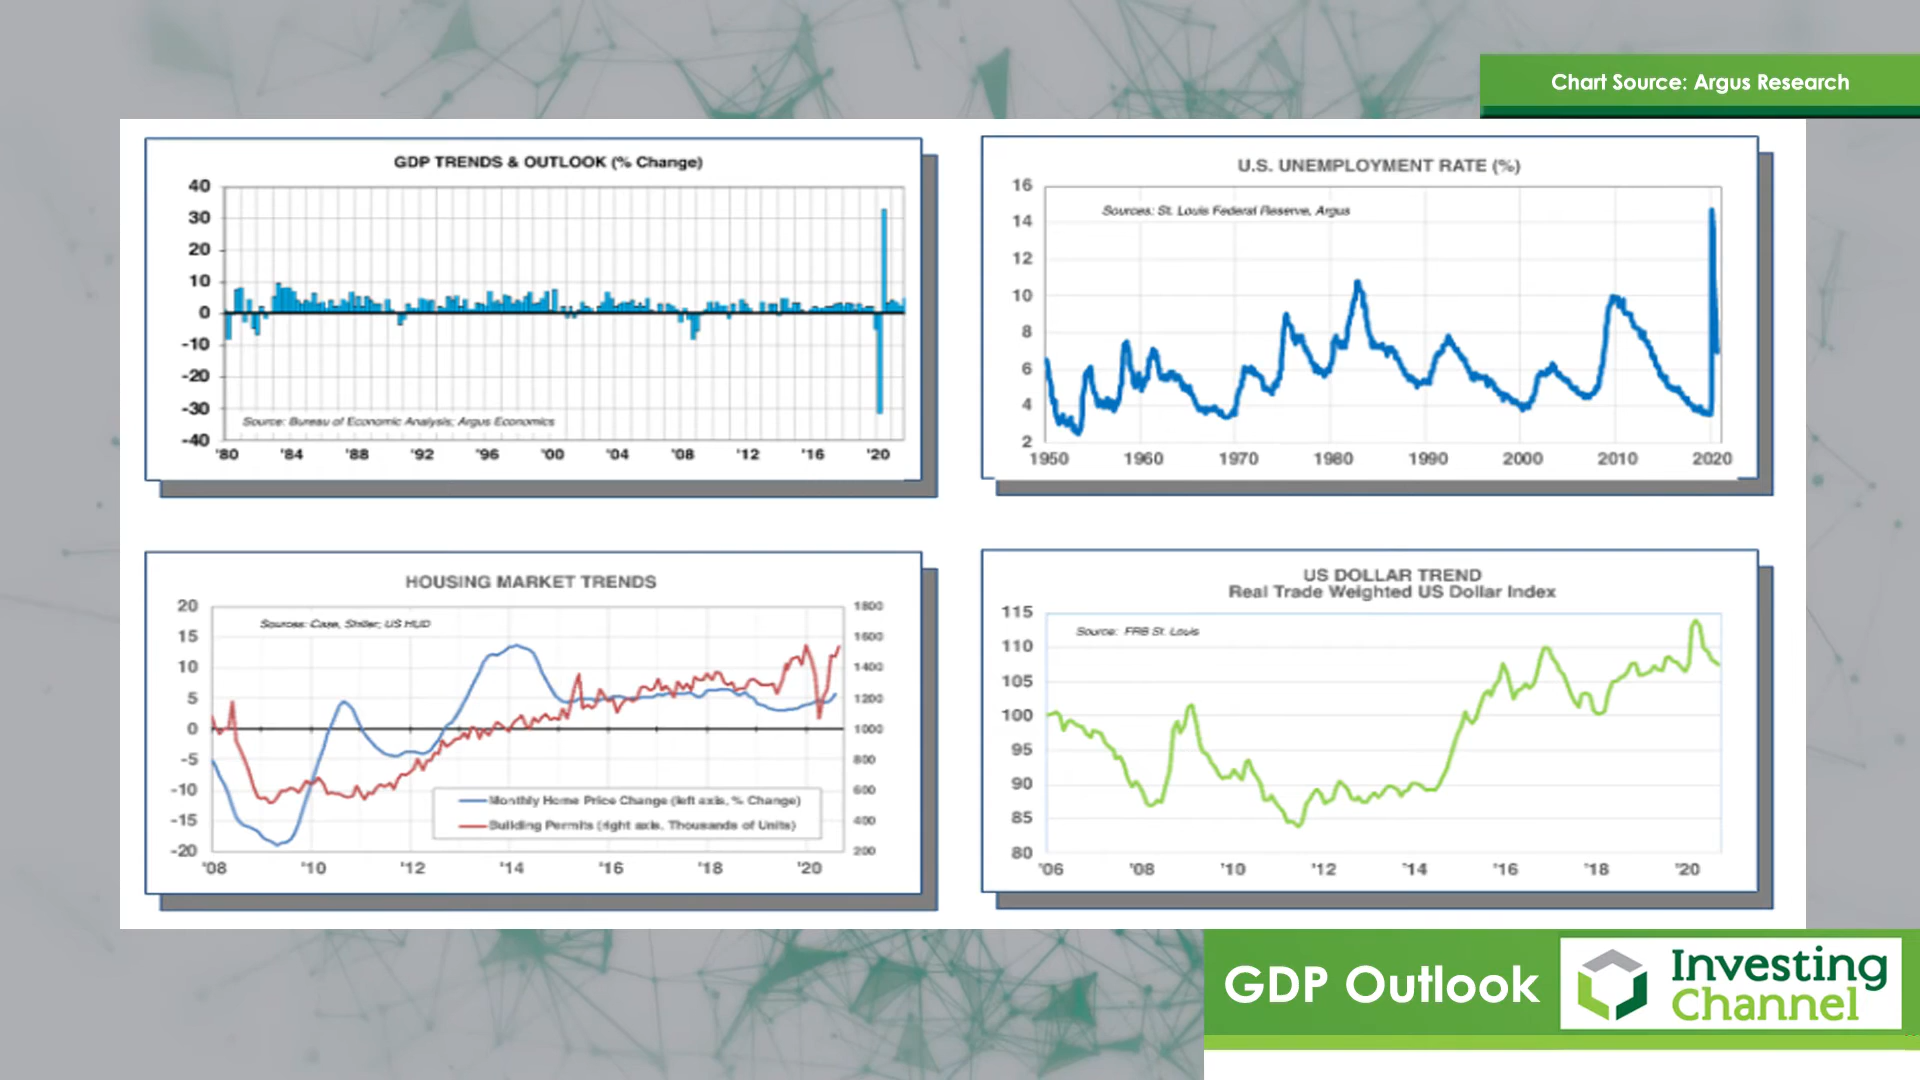 Chart Source: Argus Research
GDP TRENDS & OUTLOOK (% Change)
40
30
20
10
0
-10
-20
-30
-40
Source: Bureau of Economic Analysis; Argus Economics
'80 '84 '88 '92 '96 '00 '04 '08 '12 '16 '20
U.S. UNEMPLOYMENT RATE (%)
16
14
12
10
8
6
4
2
Sources: St. Louis Federal Reserve, Argus
1950 1960 1970 1980 1990 2000 2010 2020
HOUSING MARKET TRENDS
20
15
10
5
0
-5
-10
-15
-20
Sources: Case, Shiller; US HUD
1800
1600
1400
1200
1000
800
600
400
200
Monthly Home Price Change (left axis, % Change)
Building Permits (right axis, Thousands of Units)
'08 '10 '12 '14 '16 '18 '20
US DOLLAR TREND
Real Trade Weighted US Dollar Index
115
110
105
100
95
90
85
80
Source: FRB St. Louis
'06 '08 '10 '12 '14 '16 '18 '20
GDP Outlook
Investing
Channel